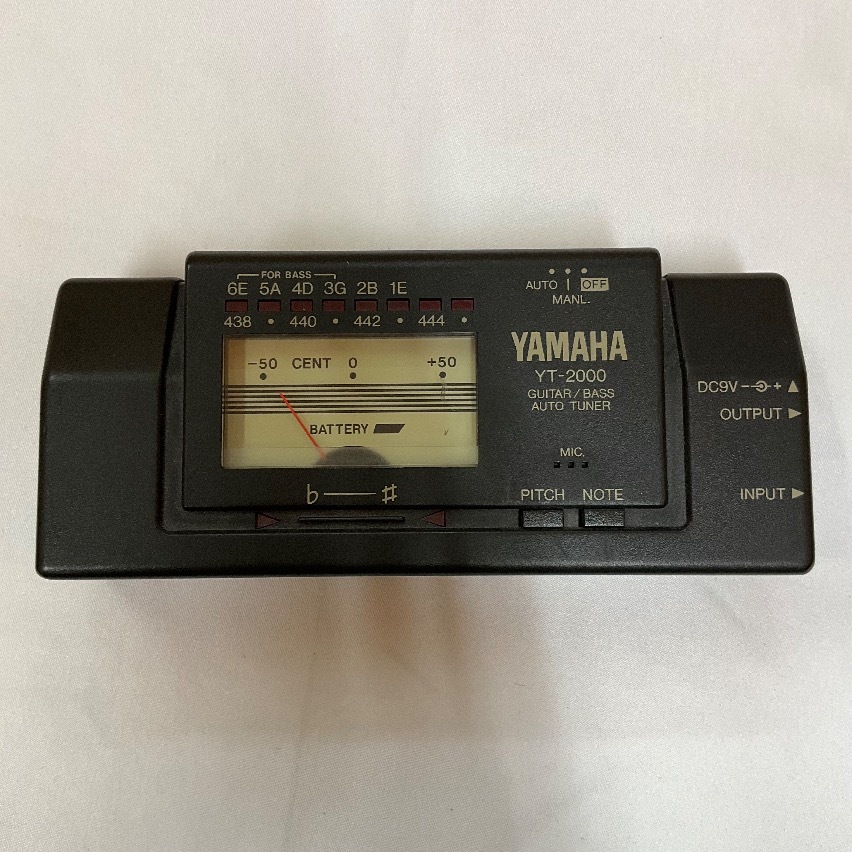 FOR BASS
6E 5A 4D 3G 2B 1E
438 • 440 • 442 • 444 •
-50 CENT 0 +50
BATTERY
♭ ♯
AUTO OFF
MANL.
YAMAHA
YT-2000
GUITAR/BASS
AUTO TUNER
MIC.
PITCH NOTE
DC9V - +
OUTPUT
INPUT